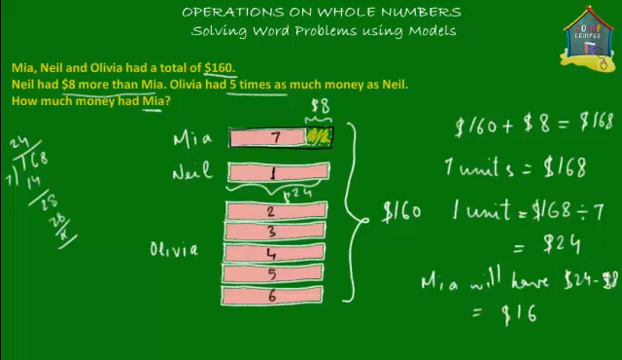 OPERATIONS ON WHOLE NUMBERS
Solving Word Problems using Models
HOME CAMPUS
Mia, Neil and Olivia had a total of $160.
Neil had $8 more than Mia. Olivia had 5 times as much money as Neil.
How much money had Mia?
$8
Mia 7
Neil 1
$24
Olivia
2
3
4
5
6
$160
24
7)168
14
28
28
x
$160 + $8 = $168
7 units = $168
1 unit = $168 ÷ 7
= $24
Mia will have $24 - $8
= $16